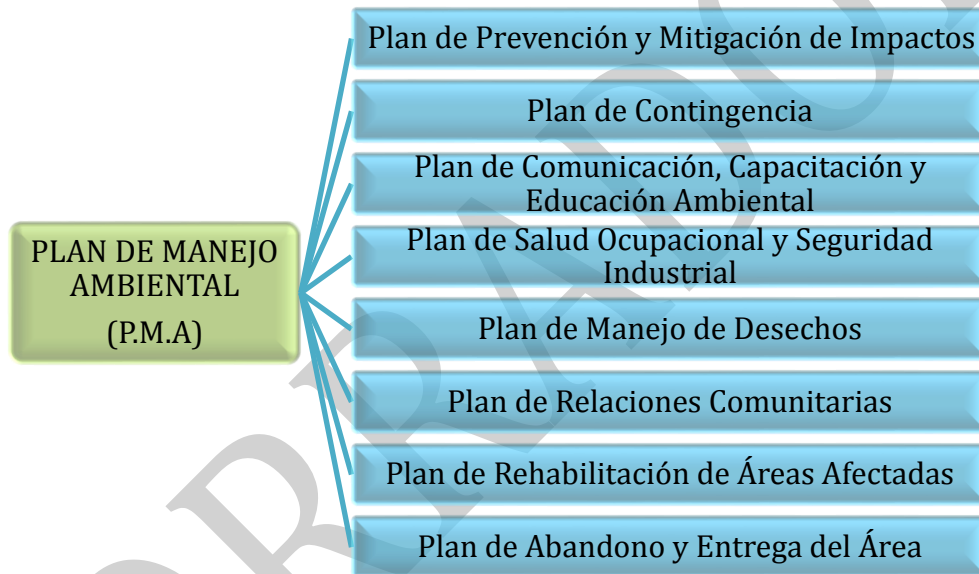 PLAN DE MANEJO
AMBIENTAL
(P.M.A)
Plan de Prevención y Mitigación de Impactos
Plan de Contingencia
Plan de Comunicación, Capacitación y
Educación Ambiental
Plan de Salud Ocupacional y Seguridad
Industrial
Plan de Manejo de Desechos
Plan de Relaciones Comunitarias
Plan de Rehabilitación de Áreas Afectadas
Plan de Abandono y Entrega del Área